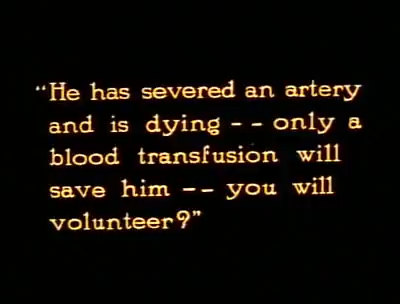 “He has severed an artery
and is dying -- only a
blood transfusion will
save him -- you will
volunteer?”